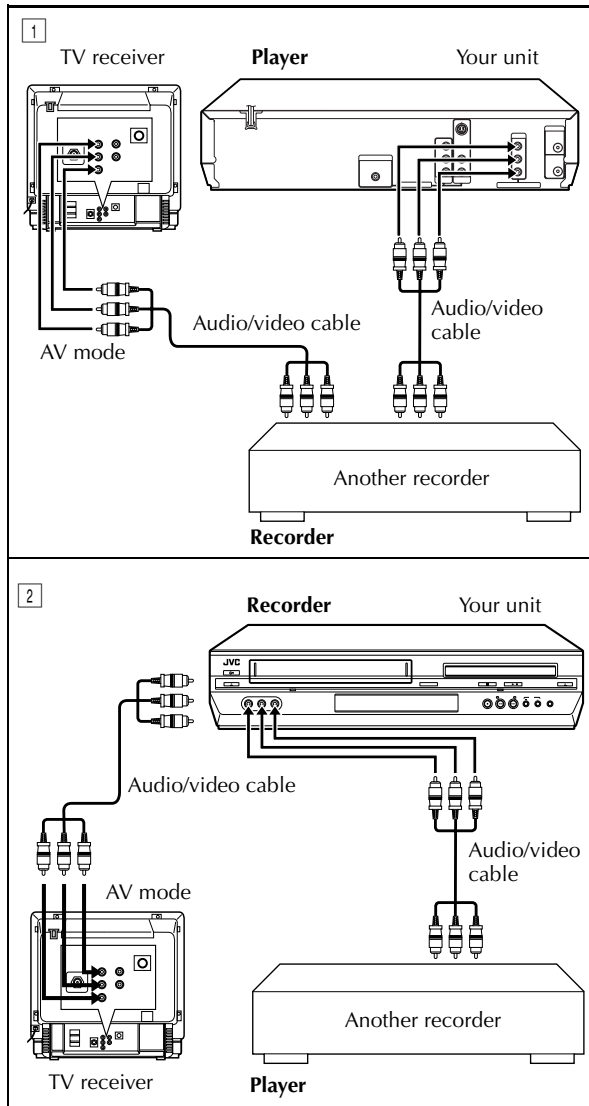 1
TV receiver
Player
Your unit
Audio/video cable
Audio/video
cable
AV mode
Another recorder
Recorder
2
Recorder
Your unit
JVC
Audio/video cable
Audio/video
cable
AV mode
Another recorder
TV receiver
Player